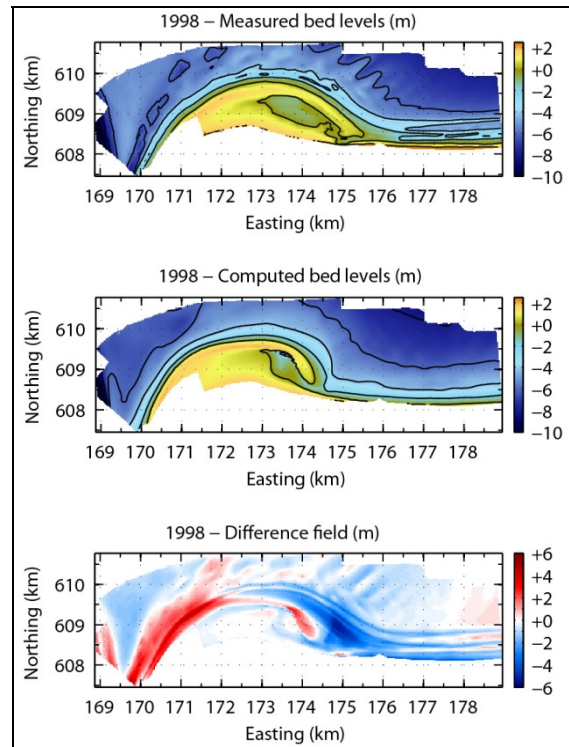 1998 – Measured bed levels (m)
Northing (km)
610
609
608
169 170 171 172 173 174 175 176 177 178
Easting (km)
+2
+0
−2
−4
−6
−8
−10
1998 – Computed bed levels (m)
Northing (km)
610
609
608
169 170 171 172 173 174 175 176 177 178
Easting (km)
+2
+0
−2
−4
−6
−8
−10
1998 – Difference field (m)
Northing (km)
610
609
608
169 170 171 172 173 174 175 176 177 178
Easting (km)
+6
+4
+2
+0
−2
−4
−6